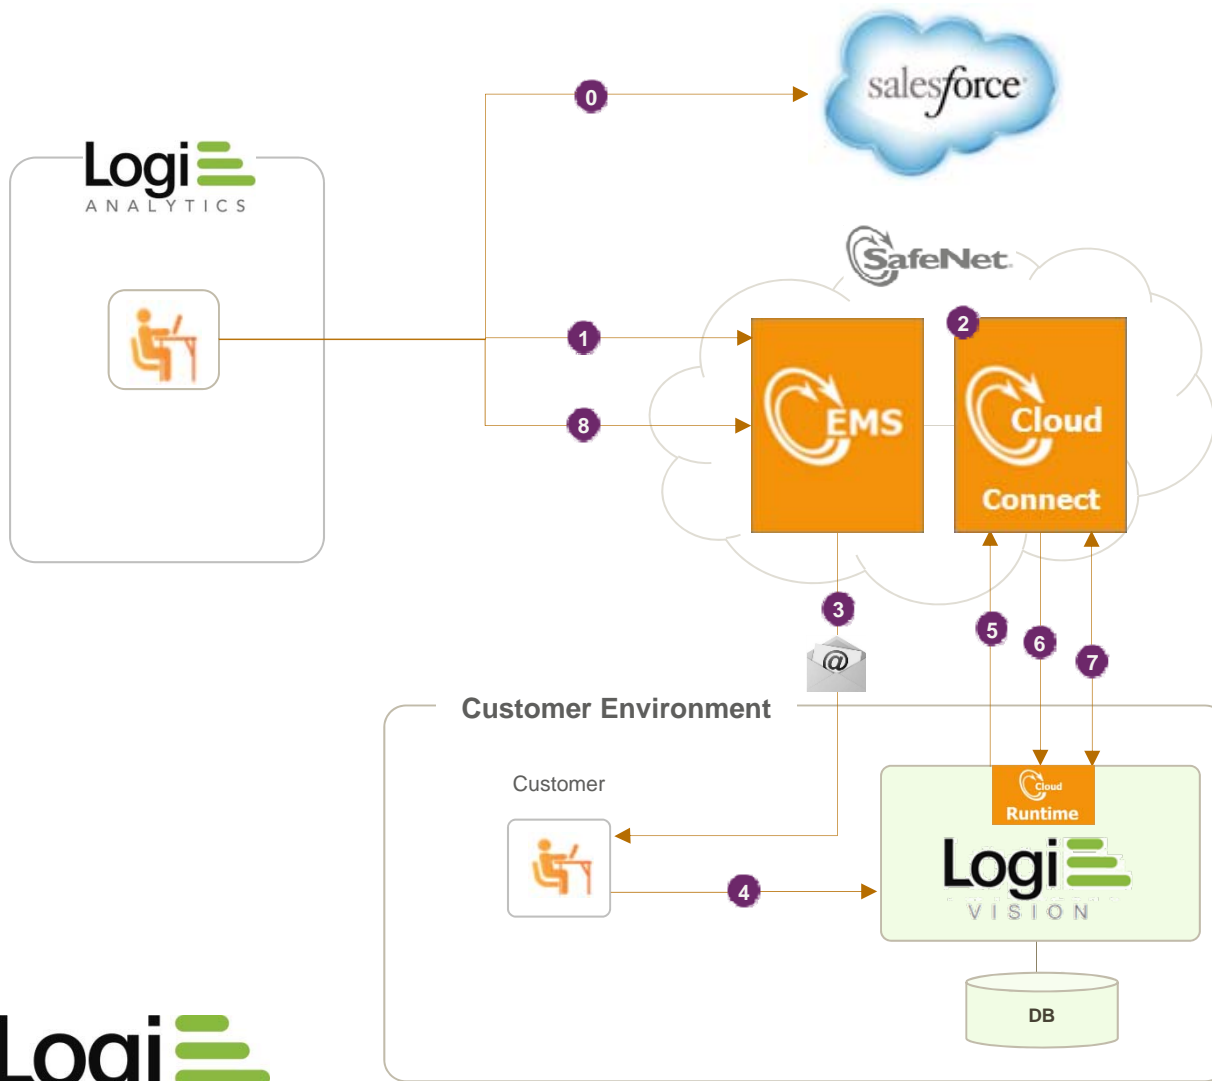 0
salesforce
Logi
ANALYTICS
SafeNet.
1
2
EMS
Cloud
Connect
8
3
5
6
7
@
Customer Environment
Customer
Cloud
Runtime
Logi
VISION
4
DB
Logi